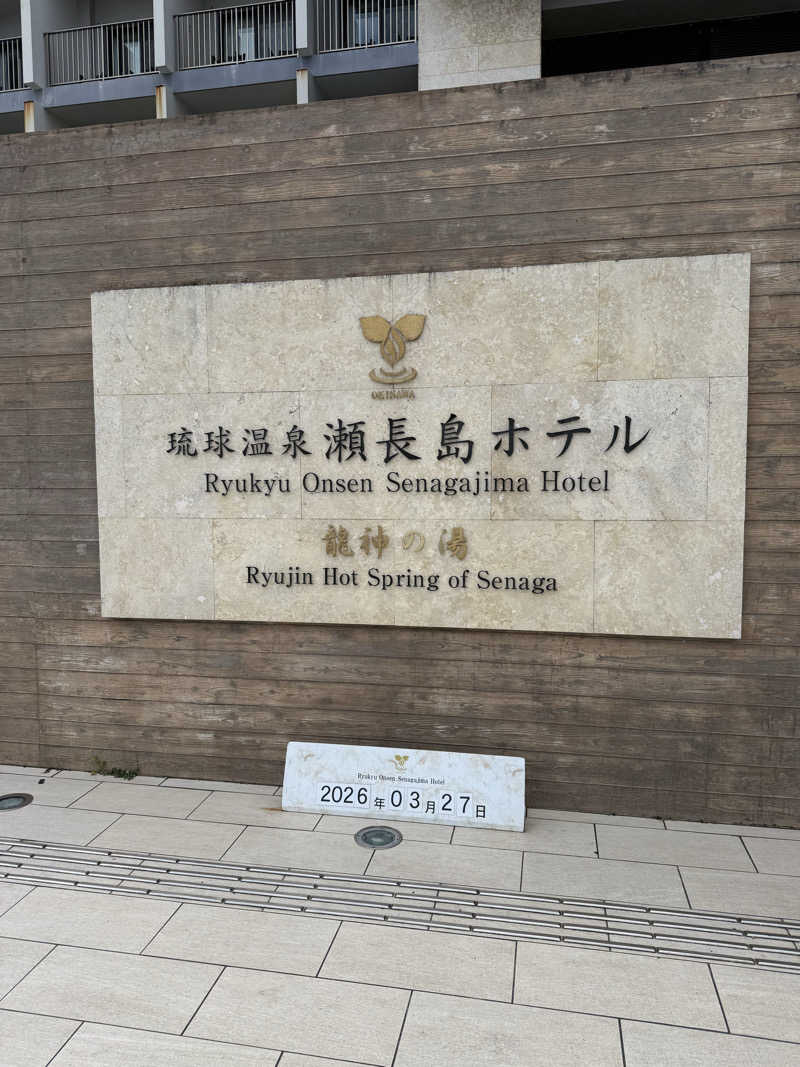 OKINAWA
琉球温泉 瀬長島ホテル
Ryukyu Onsen Senagajima Hotel
龍神の湯
Ryujin Hot Spring of Senaga
Ryukyu Onsen Senagajima Hotel
2026年03月27日